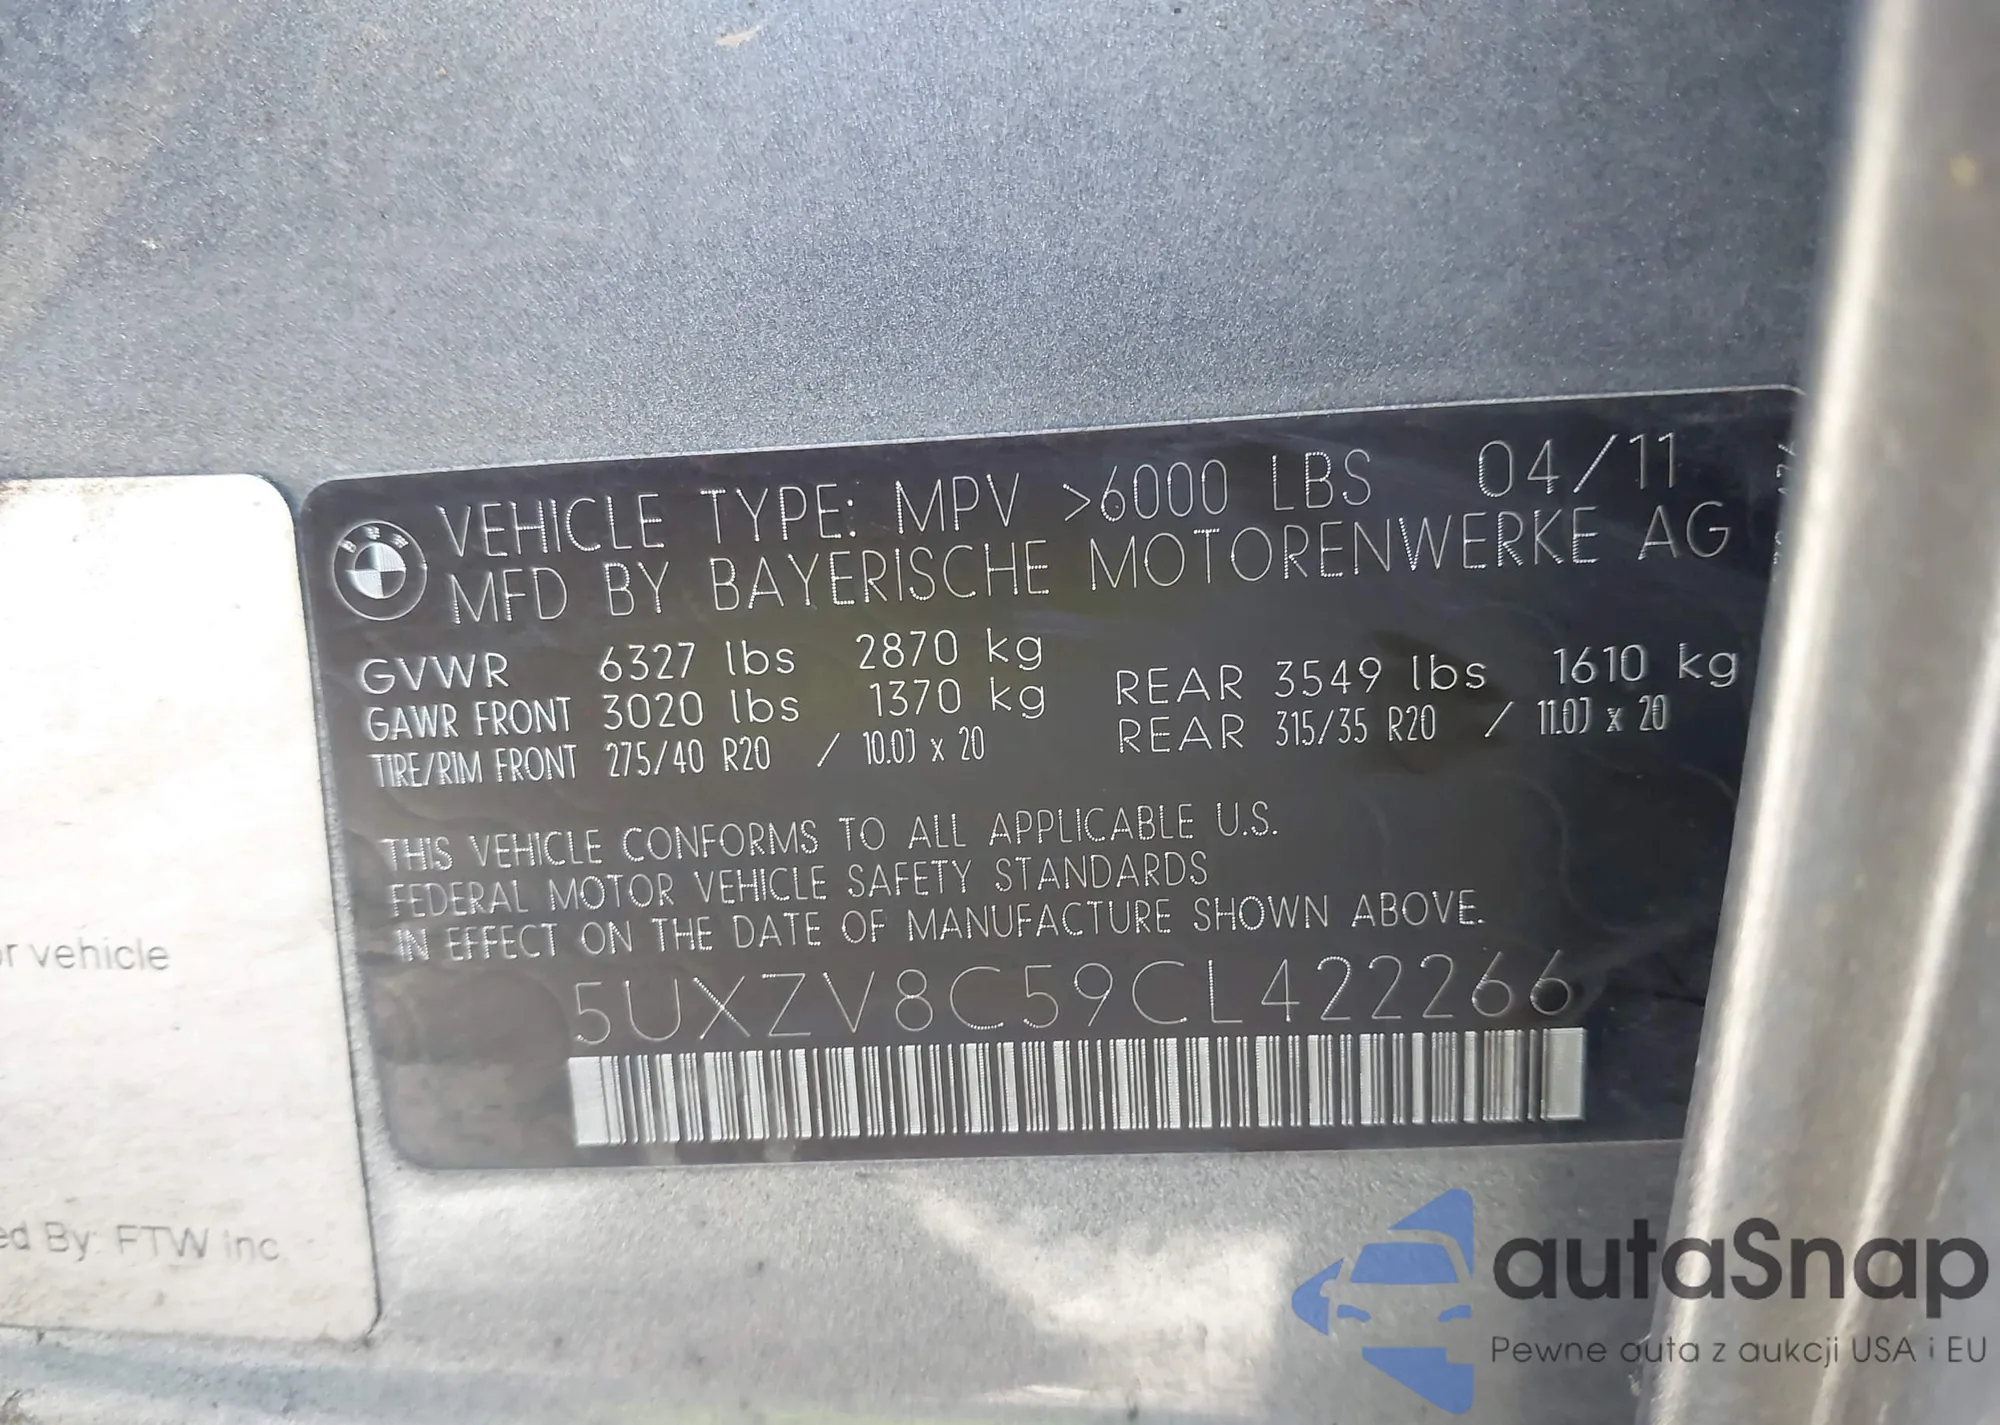 VEHICLE TYPE: MPV >6000 LBS 04/11
MFD BY BAYERISCHE MOTORENWERKE AG
GVWR 6327 lbs 2870 kg
GAWR FRONT 3020 lbs 1370 kg REAR 3549 lbs 1610 kg
TIRE/RIM FRONT 275/40 R20 / 10.0J x 20 REAR 315/35 R20 / 11.0J x 20
THIS VEHICLE CONFORMS TO ALL APPLICABLE U.S.
FEDERAL MOTOR VEHICLE SAFETY STANDARDS
IN EFFECT ON THE DATE OF MANUFACTURE SHOWN ABOVE.
5UXZV8C59CL422266
vehicle
By: FTW Inc.
autaSnap
Pewne auta z aukcji USA i EU